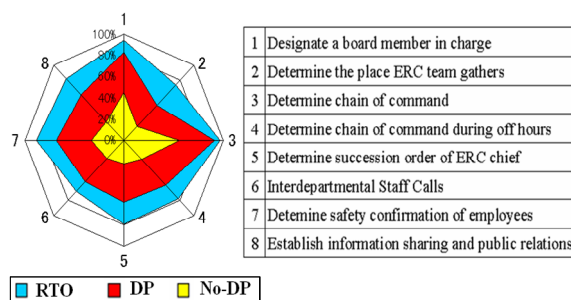 1
100%
80%
60%
40%
20%
0%
2
3
4
5
6
7
8
1 Designate a board member in charge
2 Determine the place ERC team gathers
3 Determine chain of command
4 Determine chain of command during off hours
5 Determine succession order of ERC chief
6 Interdepartmental Staff Calls
7 Detemine safety confirmation of employees
8 Establish information sharing and public relations
RTO DP No-DP